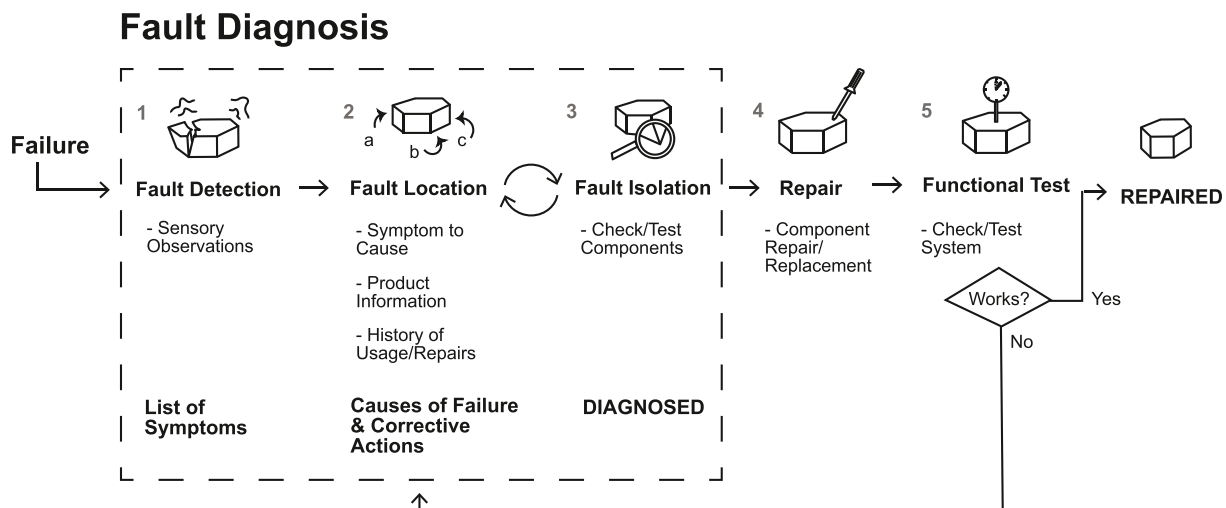 Fault Diagnosis
Failure
1
a
b
c
2
3
4
5
Fault Detection
Fault Location
Fault Isolation
Repair
Functional Test
REPAIRED
- Sensory
Observations
- Symptom to
Cause
- Product
Information
- History of
Usage/Repairs
- Check/Test
Components
- Component
Repair/
Replacement
- Check/Test
System
Works?
Yes
No
List of
Symptoms
Causes of Failure
& Corrective
Actions
DIAGNOSED